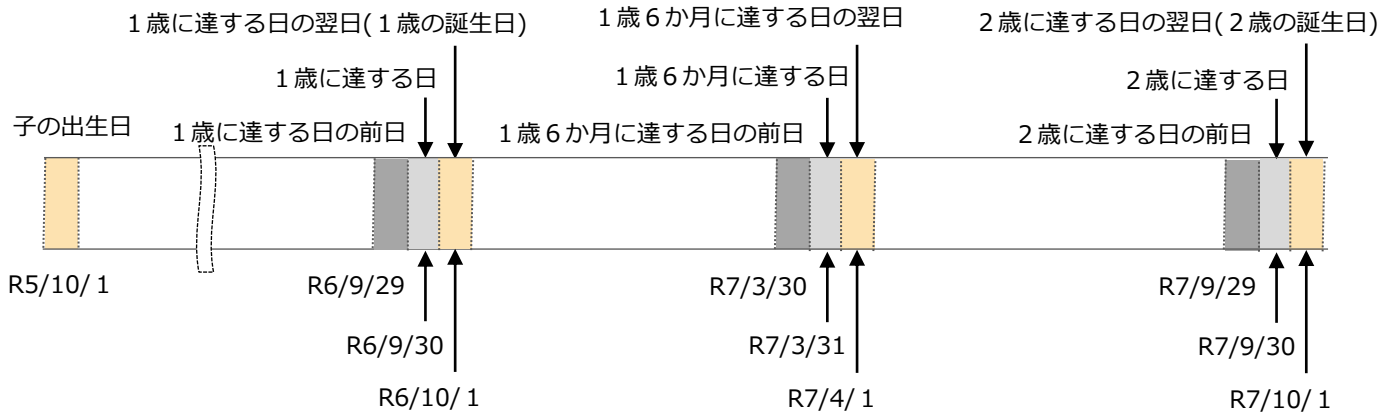 1歳に達する日の翌日(1歳の誕生日)
1歳6か月に達する日の翌日
2歳に達する日の翌日(2歳の誕生日)
1歳に達する日
1歳6か月に達する日
2歳に達する日
子の出生日
1歳に達する日の前日
1歳6か月に達する日の前日
2歳に達する日の前日
R5/10/1
R6/9/29
R7/3/30
R7/9/29
R6/9/30
R7/3/31
R7/9/30
R6/10/1
R7/4/1
R7/10/1